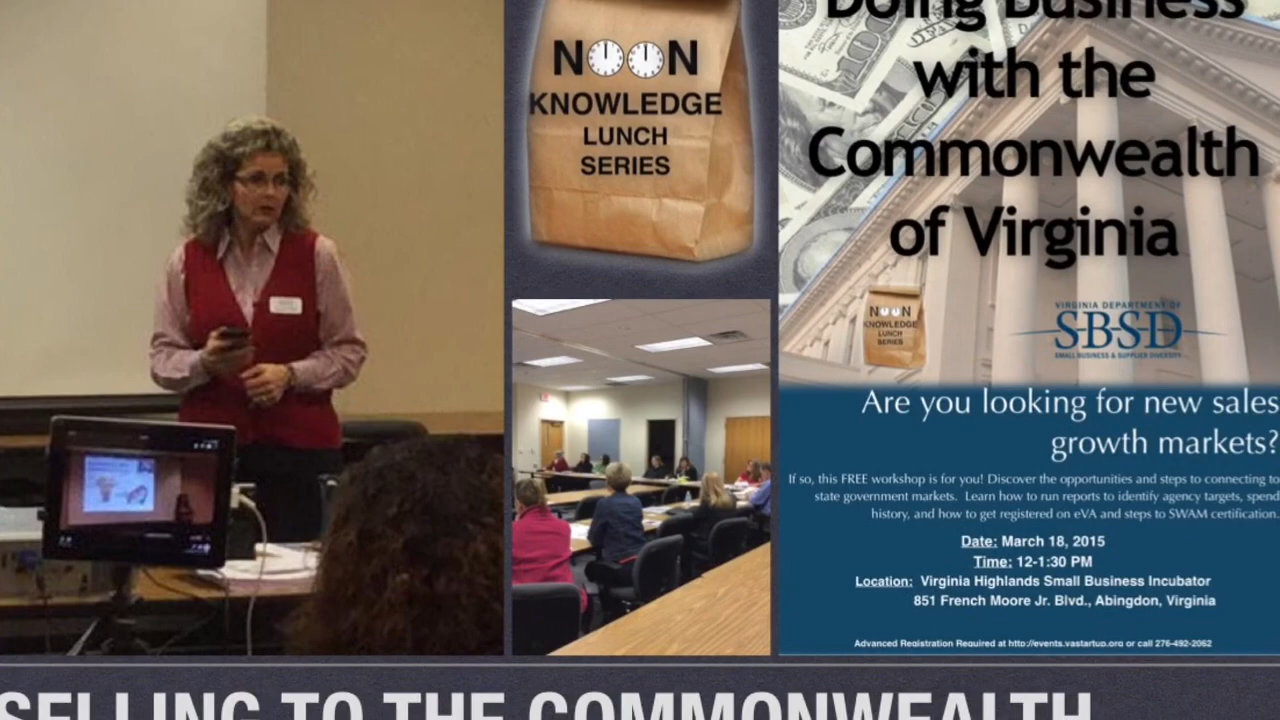 NOON
KNOWLEDGE
LUNCH
SERIES
Doing Business
with the
Commonwealth
of Virginia
NOON
KNOWLEDGE
LUNCH
SERIES
VIRGINIA DEPARTMENT OF
SBSD
SMALL BUSINESS & SUPPLIER DIVERSITY
Are you looking for new sales
growth markets?
If so, this FREE workshop is for you! Discover the opportunities and steps to connecting to
state government markets. Learn how to run reports to identify agency targets, spend
history, and how to get registered on eVA and steps to SWAM certification.
Date: March 18, 2015
Time: 12-1:30 PM
Location: Virginia Highlands Small Business Incubator
851 French Moore Jr. Blvd., Abingdon, Virginia
Advanced Registration Required at http://events.vastartup.org or call 276-492-2062
SELLING TO THE COMMONWEALTH